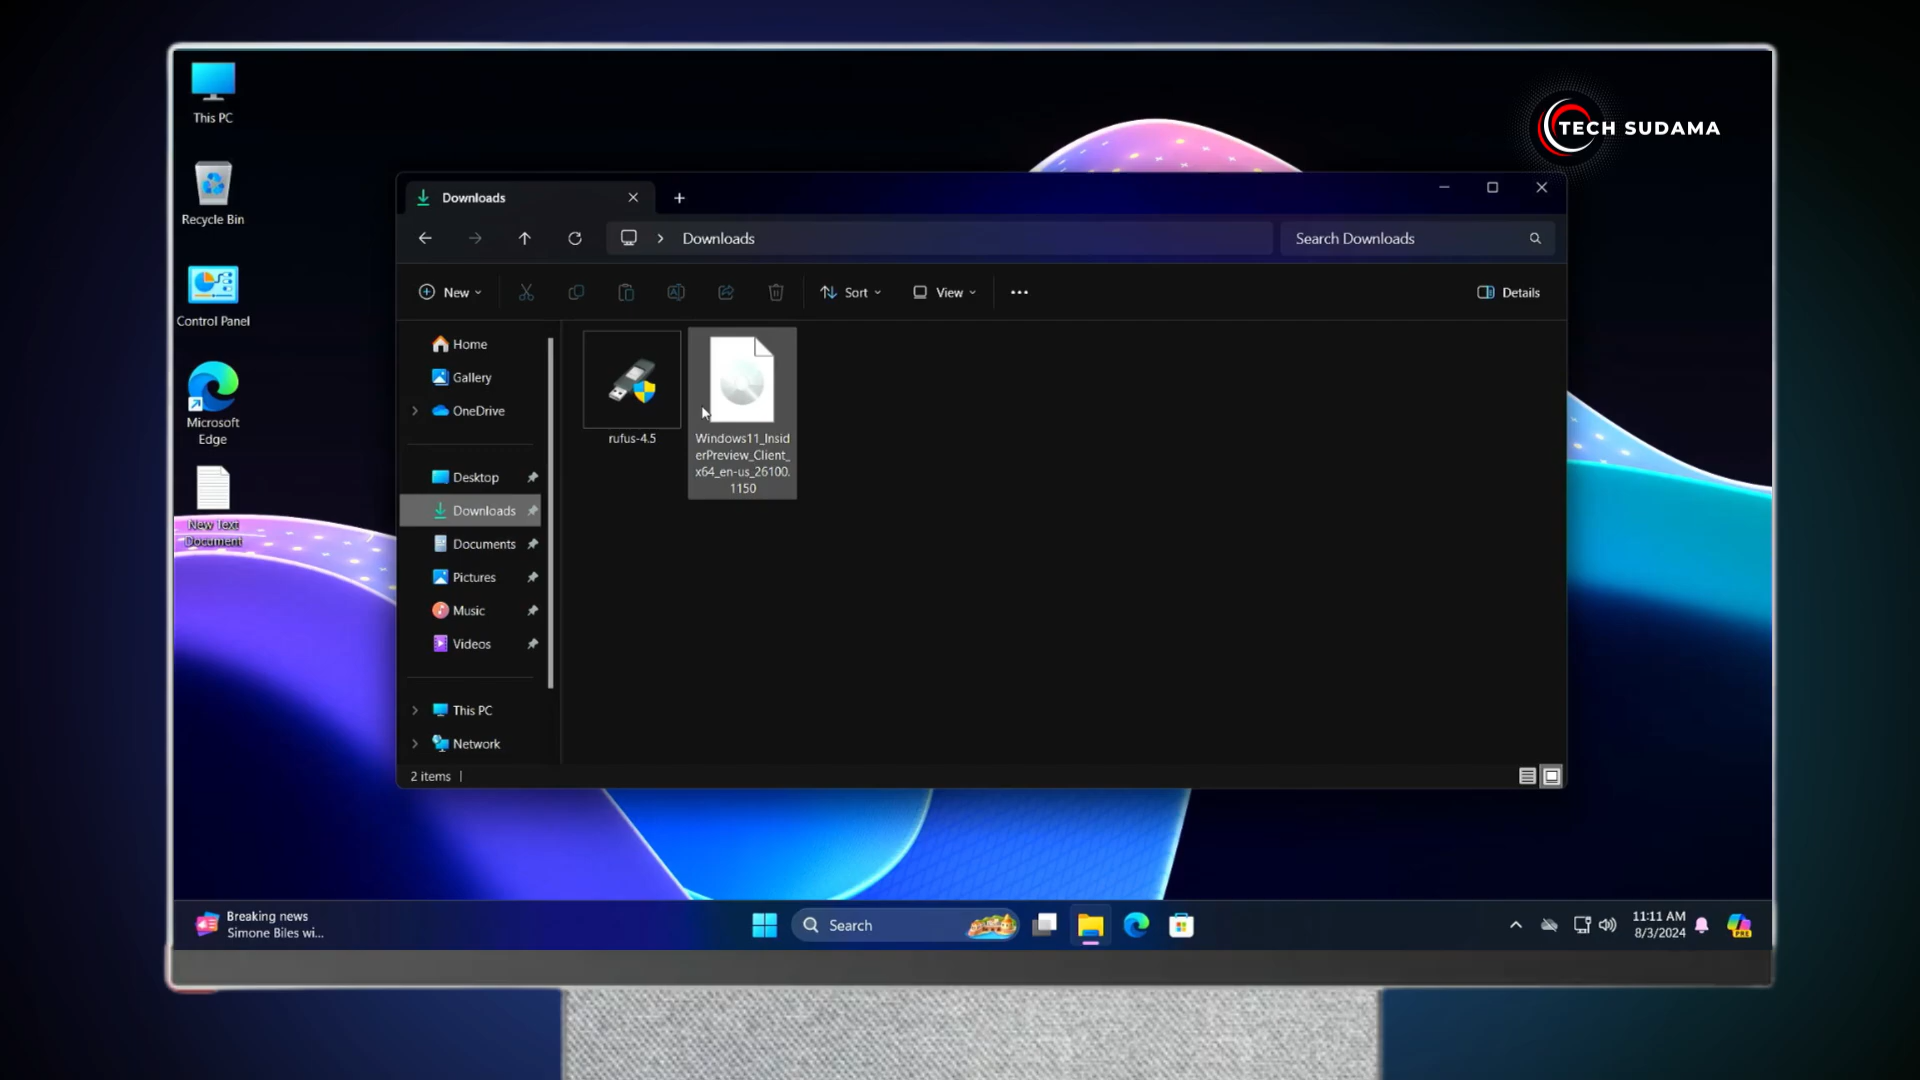 This PC
Recycle Bin
Control Panel
Microsoft
Edge
New Text
Document
TECH SUDAMA
Downloads
Downloads
Search Downloads
New
Sort
View
Details
Home
Gallery
OneDrive
Desktop
Downloads
Documents
Pictures
Music
Videos
This PC
Network
rufus-4.5
Windows11_Insid
erPreview_Client_
x64_en-us_26100.
1150
2 items
Breaking news
Simone Biles wi...
Search
11:11 AM
8/3/2024
PRE